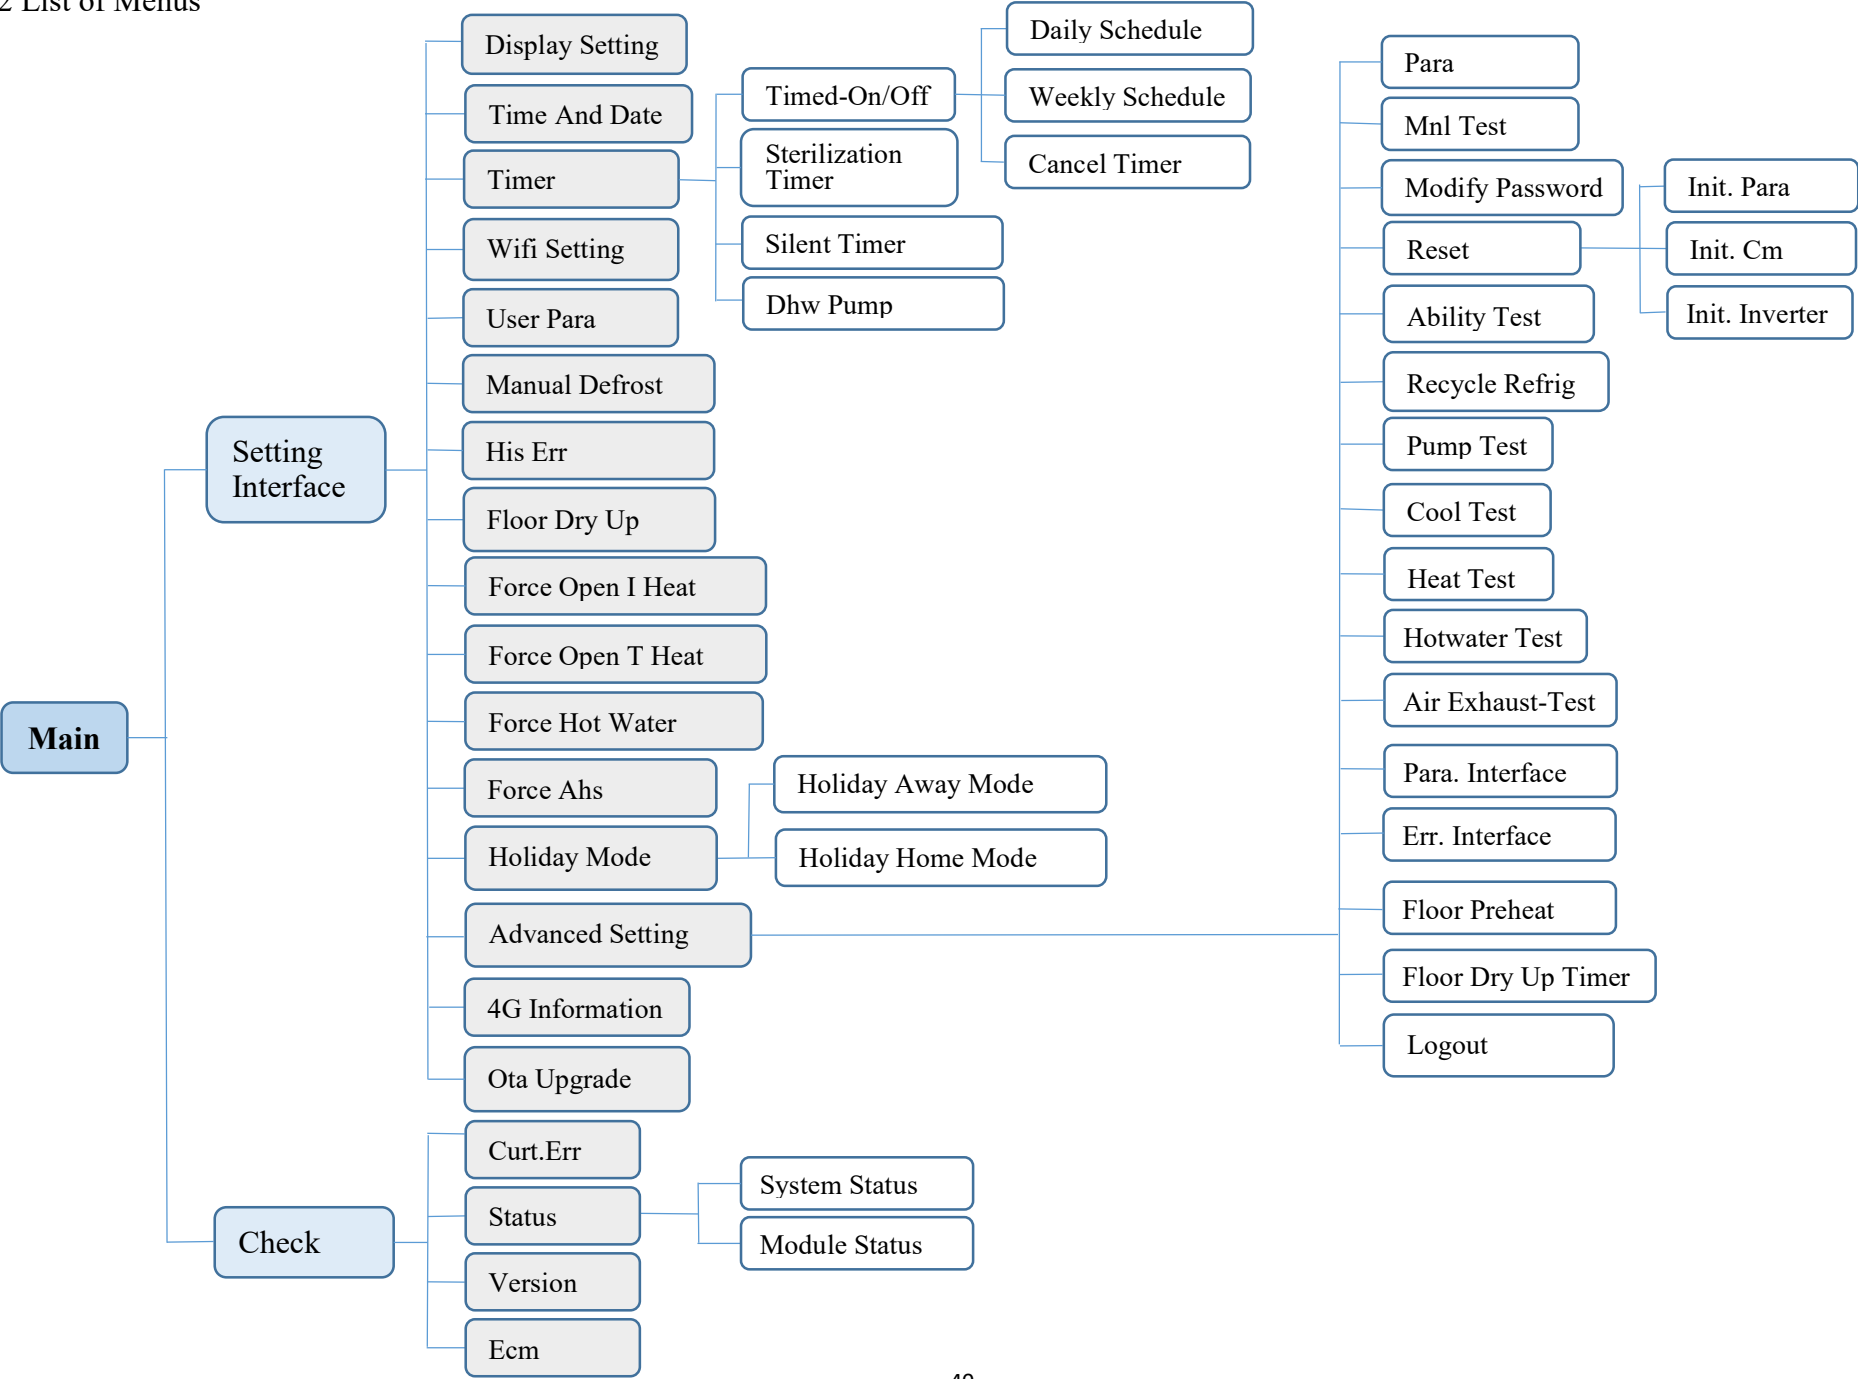 2 List of Menus
Main
Setting
Interface
Display Setting
Time And Date
Timer
Timed-On/Off
Daily Schedule
Weekly Schedule
Cancel Timer
Sterilization
Timer
Silent Timer
Dhw Pump
Wifi Setting
User Para
Manual Defrost
His Err
Floor Dry Up
Force Open I Heat
Force Open T Heat
Force Hot Water
Force Ahs
Holiday Mode
Holiday Away Mode
Holiday Home Mode
Advanced Setting
Para
Mnl Test
Modify Password
Reset
Init. Para
Init. Cm
Init. Inverter
Ability Test
Recycle Refrig
Pump Test
Cool Test
Heat Test
Hotwater Test
Air Exhaust-Test
Para. Interface
Err. Interface
Floor Preheat
Floor Dry Up Timer
Logout
4G Information
Ota Upgrade
Check
Curt.Err
Status
System Status
Module Status
Version
Ecm